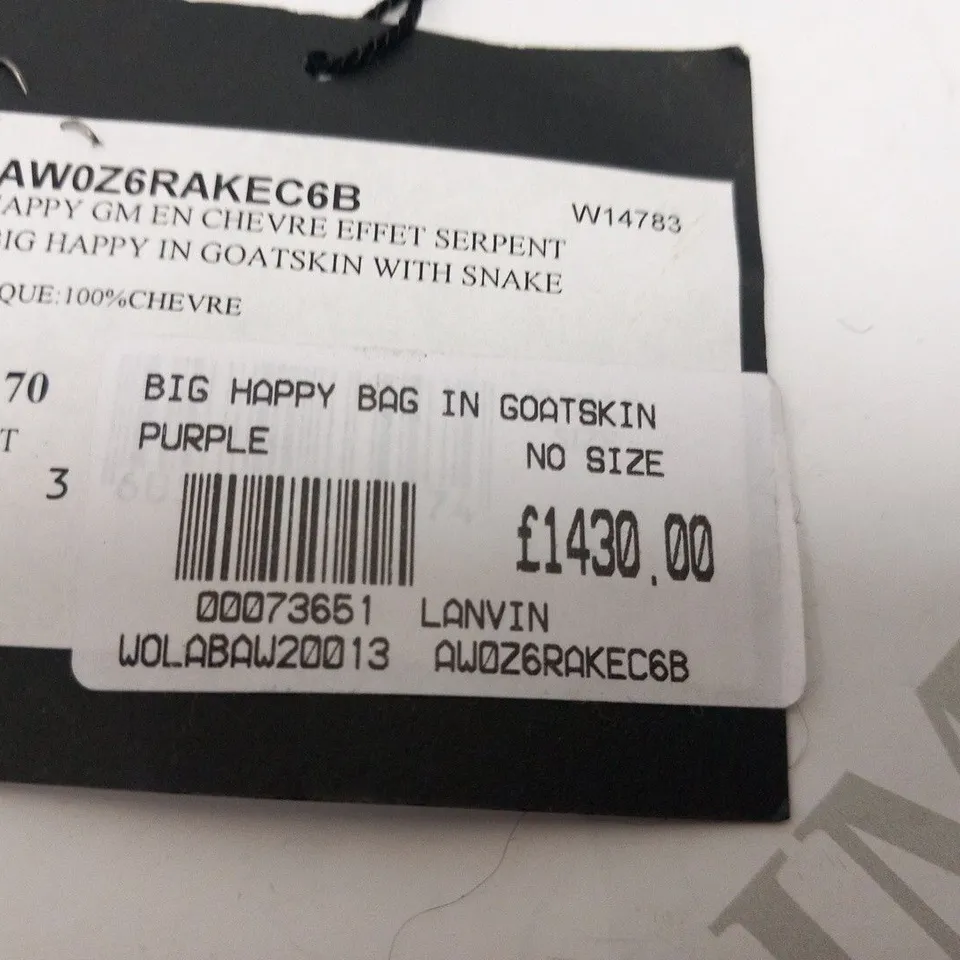 AW0Z6RAKEC6B
W14783
APPY GM EN CHEVRE EFFET SERPENT
BIG HAPPY IN GOATSKIN WITH SNAKE
QUE:100%CHEVRE
70
T
3
BIG HAPPY BAG IN GOATSKIN
PURPLE
NO SIZE
£1430.00
00073651 LANVIN
WOLABAW20013 AW0Z6RAKEC6B